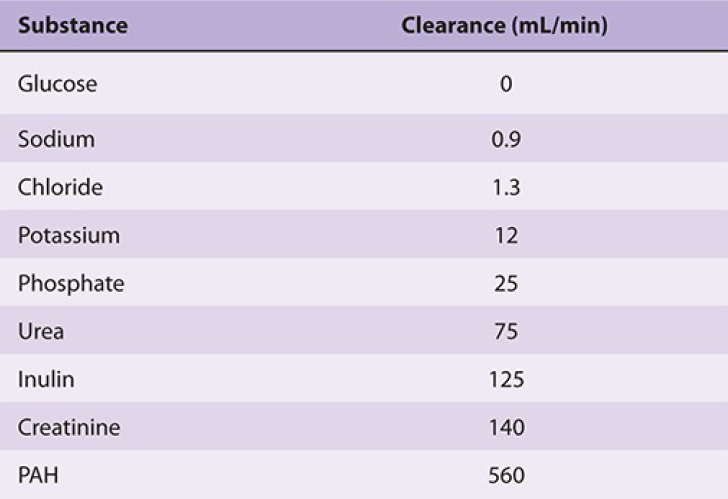 Substance Clearance (mL/min)
Glucose 0
Sodium 0.9
Chloride 1.3
Potassium 12
Phosphate 25
Urea 75
Inulin 125
Creatinine 140
PAH 560